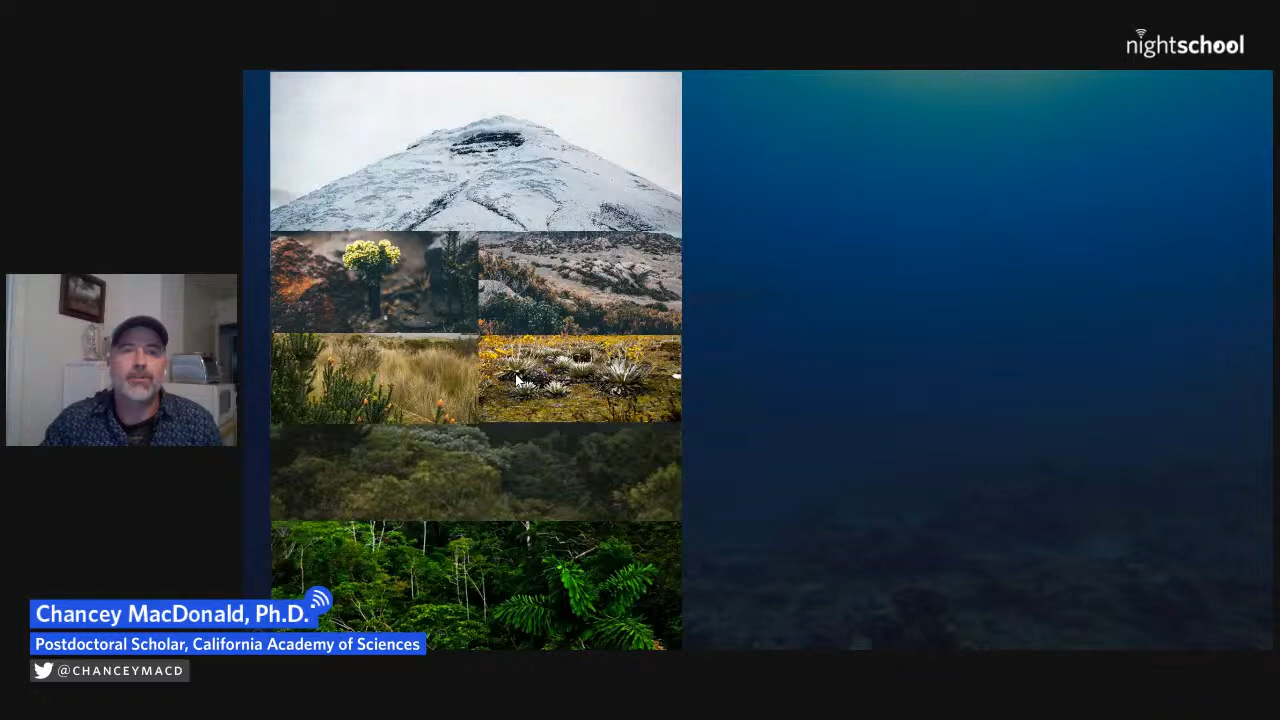 nightschool
Chancey MacDonald, Ph.D.
Postdoctoral Scholar, California Academy of Sciences
@CHANCEYMACD